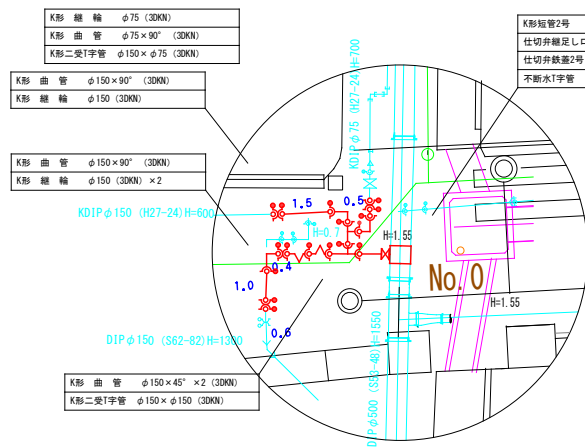 K形 継 輪 φ75 (3DKN)
K形 曲 管 φ75×90° (3DKN)
K形二受T字管 φ150×φ75 (3DKN)
K形 曲 管 φ150×90° (3DKN)
K形 継 輪 φ150 (3DKN)
K形 曲 管 φ150×90° (3DKN)
K形 継 輪 φ150 (3DKN) ×2
K形短管2号
仕切弁継足し
仕切弁鉄蓋2号
不断水T字管
KDIPφ75 (H27-24) H=700
1.5
0.5
KDIPφ150 (H27-24) H=600
H=0.7
H=1.55
0.4
1.0
No.0
H=1.55
0.6
DIPφ150 (S62-82) H=1300
DIPφ500 (S53-48) H=1550
K形 曲 管 φ150×45° ×2 (3DKN)
K形二受T字管 φ150×φ150 (3DKN)